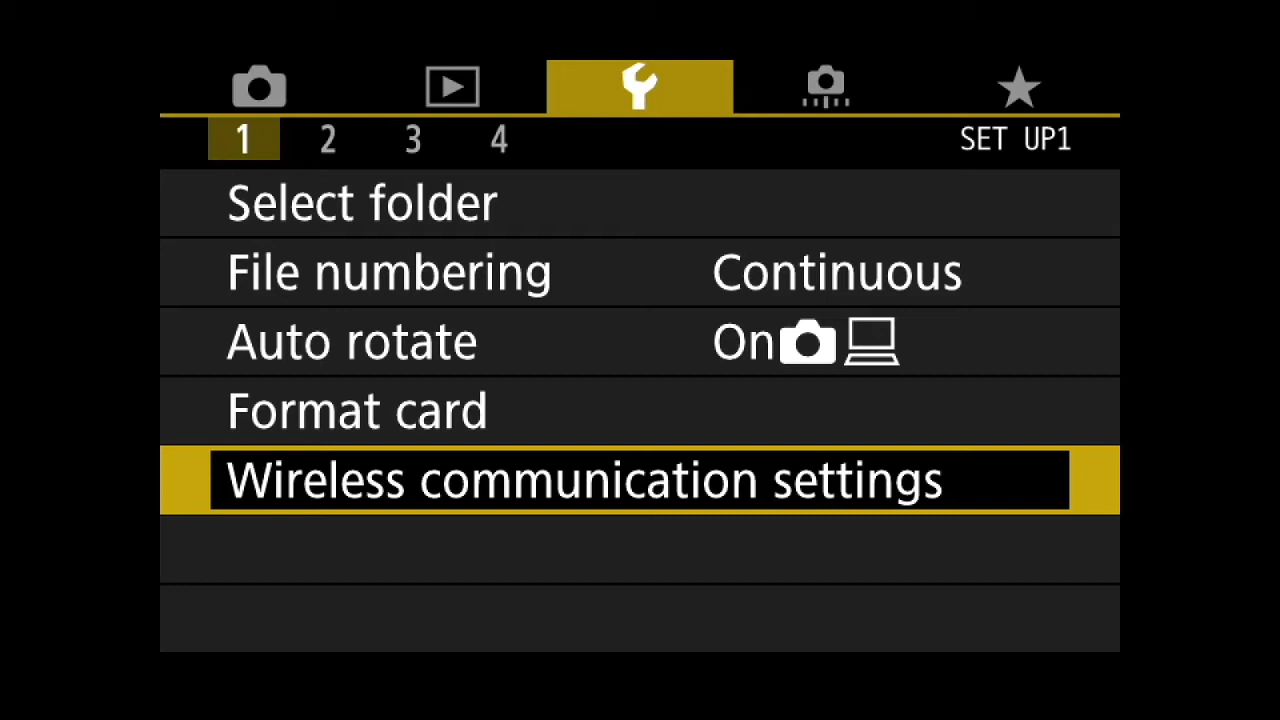 1 2 3 4 SET UP1
Select folder
File numbering Continuous
Auto rotate On
Format card
Wireless communication settings